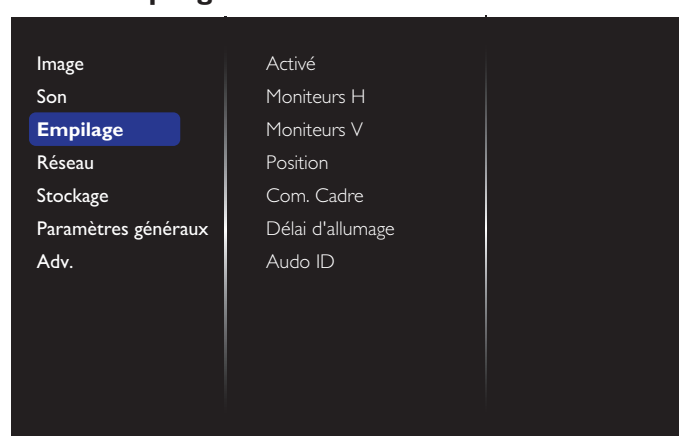 Image
Son
Empilage
Réseau
Stockage
Paramètres généraux
Adv.
Activé
Moniteurs H
Moniteurs V
Position
Com. Cadre
Délai d'allumage
Audo ID